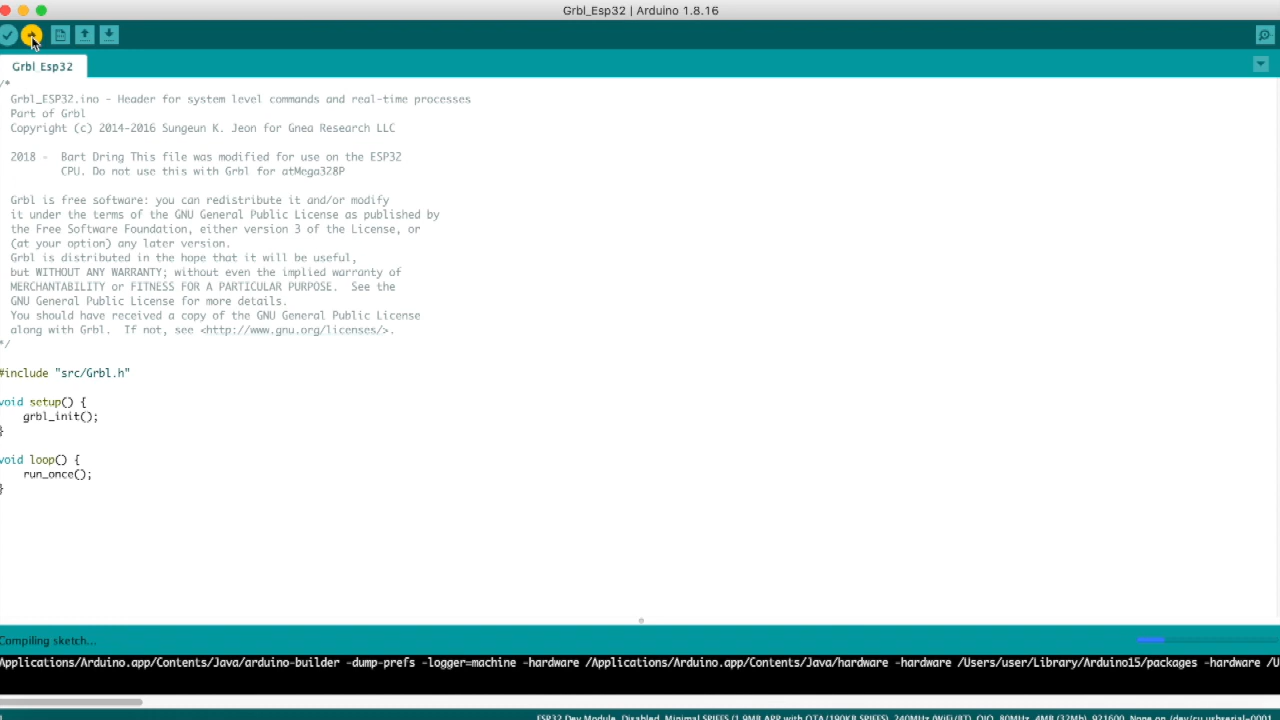 Grbl_Esp32 | Arduino 1.8.16
Grbl_Esp32
/*
Grbl_ESP32.ino - Header for system level commands and real-time processes
Part of Grbl
Copyright (c) 2014-2016 Sungeun K. Jeon for Gnea Research LLC
2018 -  Bart Dring This file was modified for use on the ESP32
CPU. Do not use this with Grbl for atMega328P
Grbl is free software: you can redistribute it and/or modify
it under the terms of the GNU General Public License as published by
the Free Software Foundation, either version 3 of the License, or
(at your option) any later version.
Grbl is distributed in the hope that it will be useful,
but WITHOUT ANY WARRANTY; without even the implied warranty of
MERCHANTABILITY or FITNESS FOR A PARTICULAR PURPOSE.  See the
GNU General Public License for more details.
You should have received a copy of the GNU General Public License
along with Grbl.  If not, see <http://www.gnu.org/licenses/>.
*/
#include "src/Grbl.h"
void setup() {
grbl_init();
}
void loop() {
run_once();
}
Compiling sketch...
Applications/Arduino.app/Contents/Java/arduino-builder -dump-prefs -logger=machine -hardware /Applications/Arduino.app/Contents/Java/hardware -hardware /Users/user/Library/Arduino15/packages -hardware /U
ESP32 Dev Module, Disabled, Minimal SPIFFS (1.9MB APP with OTA/190KB SPIFFS), 240MHz (WiFi/BT), QIO, 80MHz, 4MB (32Mb), 921600, None on /dev/cu.usbserial-0001